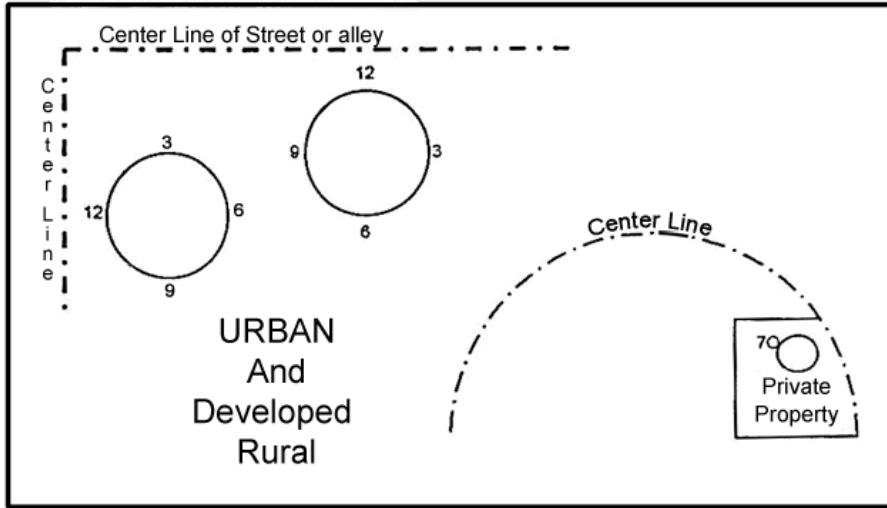 Center Line of Street or alley
Center Line
12
9
3
6
3
12
6
9
Center Line
URBAN
And
Developed
Rural
7
Private
Property